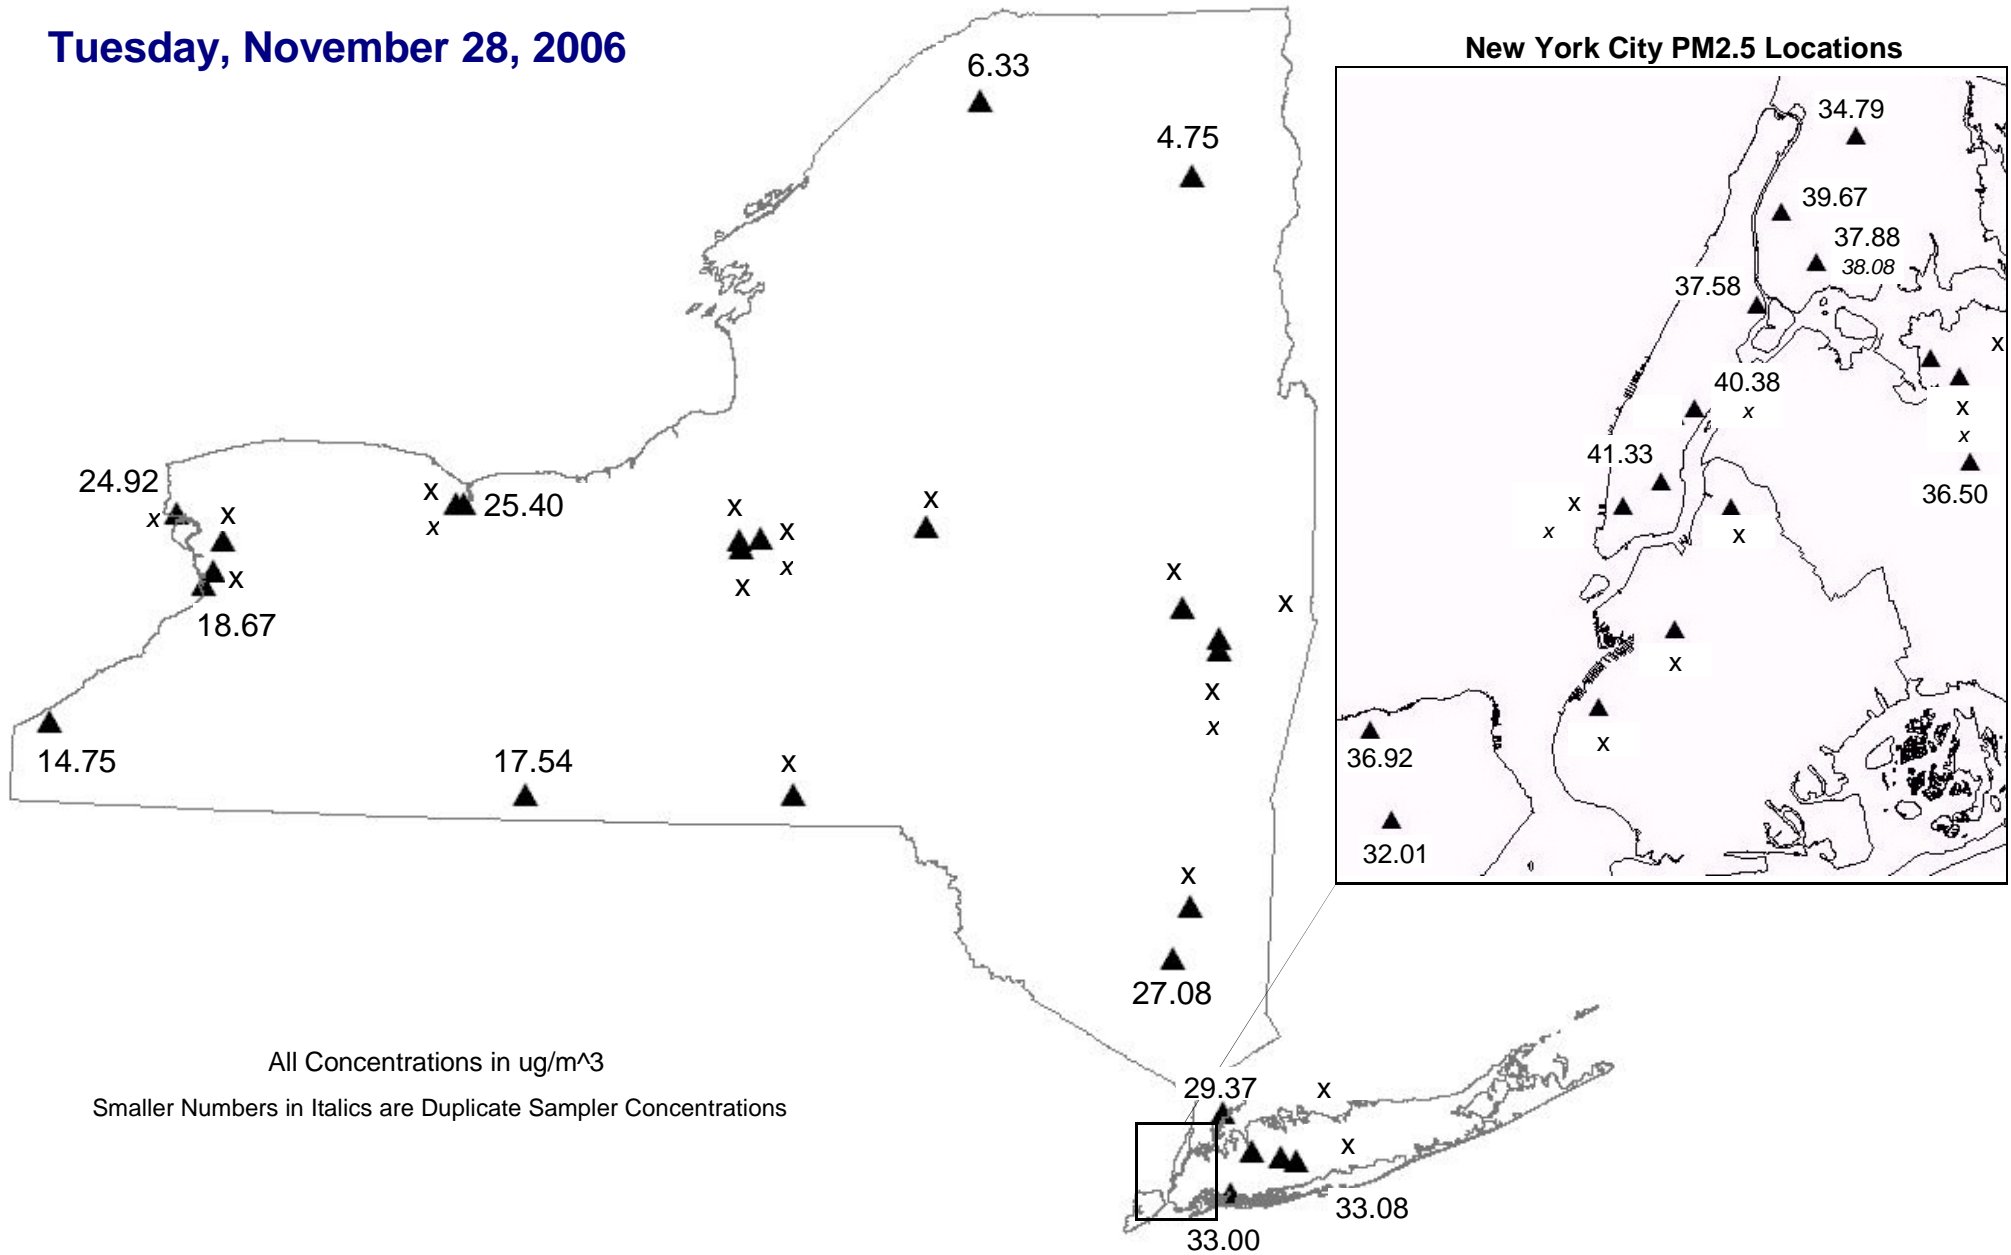 Tuesday, November 28, 2006
6.33
4.75
24.92
x
x
x
18.67
x
25.40
x
x
x
x
x
x
x
x
x
x
14.75
17.54
x
x
27.08
All Concentrations in ug/m^3
Smaller Numbers in Italics are Duplicate Sampler Concentrations
29.37
x
x
33.08
33.00
New York City PM2.5 Locations
34.79
39.67
37.88
38.08
37.58
x
40.38
x
x
x
41.33
36.50
x
x
x
x
x
36.92
32.01